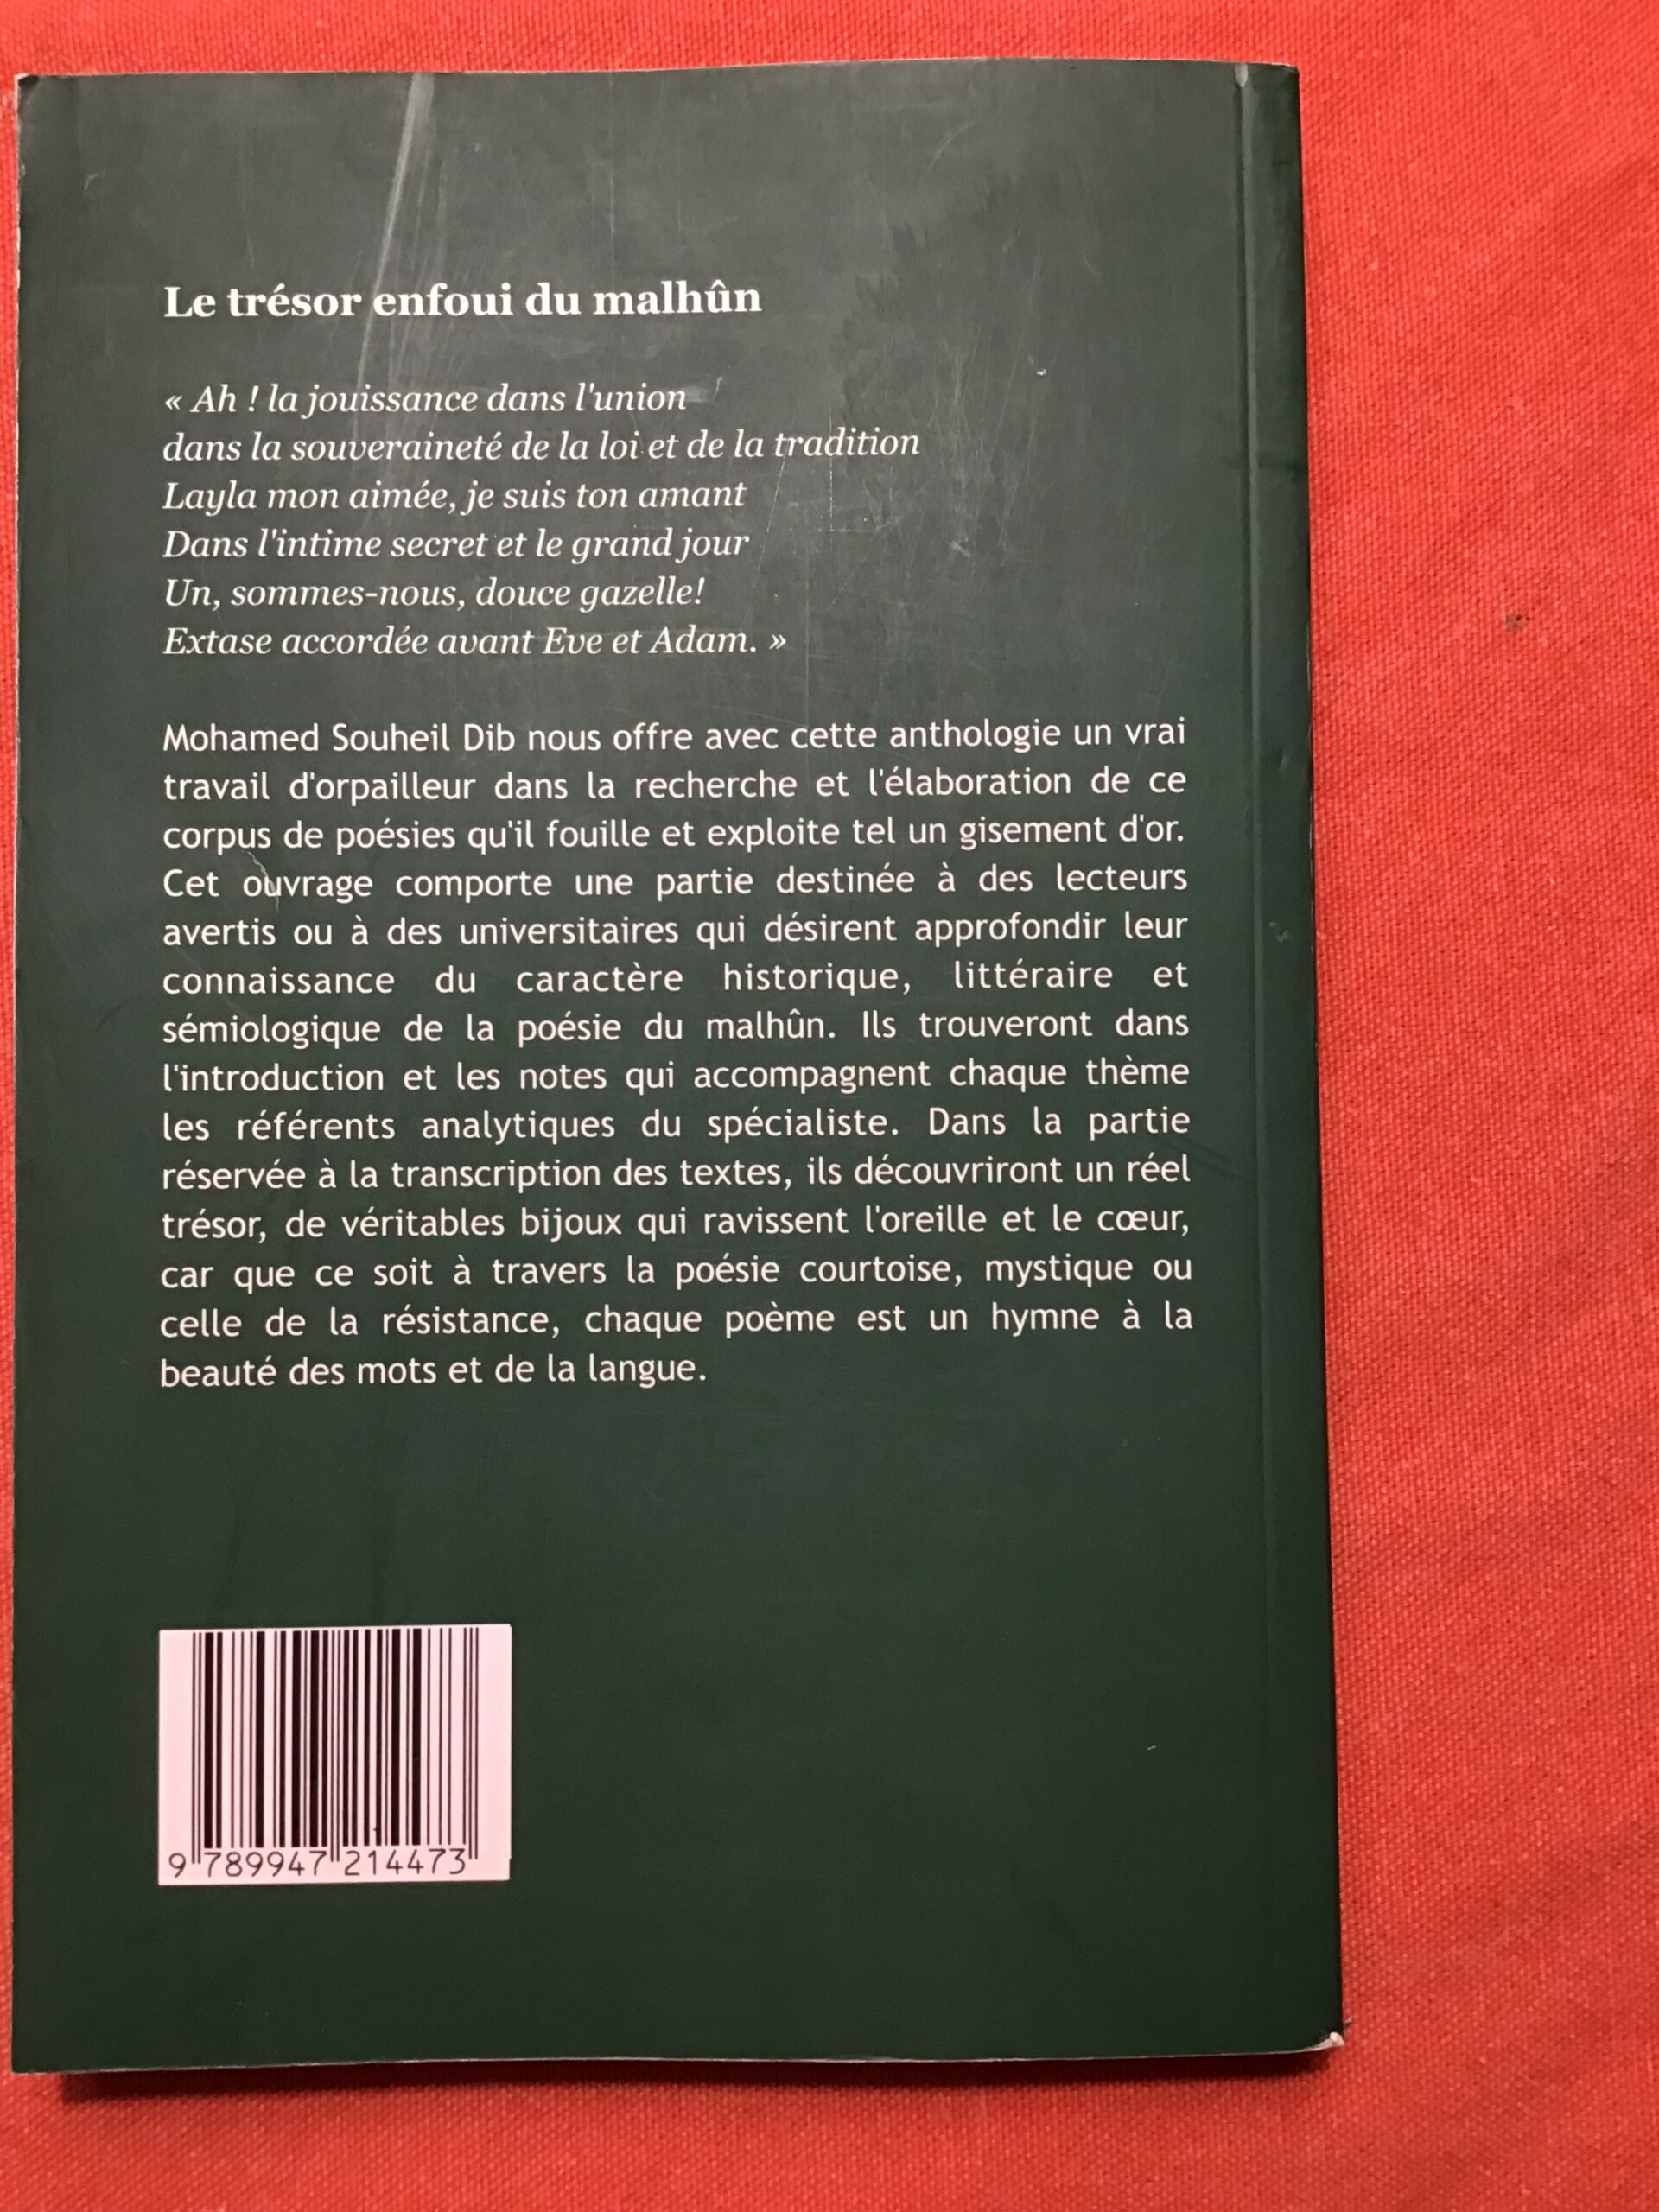 Le trésor enfoui du malhûn
« Ah ! la jouissance dans l'union
dans la souveraineté de la loi et de la tradition
Layla mon aimée, je suis ton amant
Dans l'intime secret et le grand jour
Un, sommes-nous, douce gazelle!
Extase accordée avant Eve et Adam. »
Mohamed Souheil Dib nous offre avec cette anthologie un vrai
travail d'orpailleur dans la recherche et l'élaboration de ce
corpus de poésies qu'il fouille et exploite tel un gisement d'or.
Cet ouvrage comporte une partie destinée à des lecteurs
avertis ou à des universitaires qui désirent approfondir leur
connaissance du caractère historique, littéraire et
sémiologique de la poésie du malhûn. Ils trouveront dans
l'introduction et les notes qui accompagnent chaque thème
les référents analytiques du spécialiste. Dans la partie
réservée à la transcription des textes, ils découvriront un réel
trésor, de véritables bijoux qui ravissent l'oreille et le cœur,
car que ce soit à travers la poésie courtoise, mystique ou
celle de la résistance, chaque poème est un hymne à la
beauté des mots et de la langue.
9 789947 214473